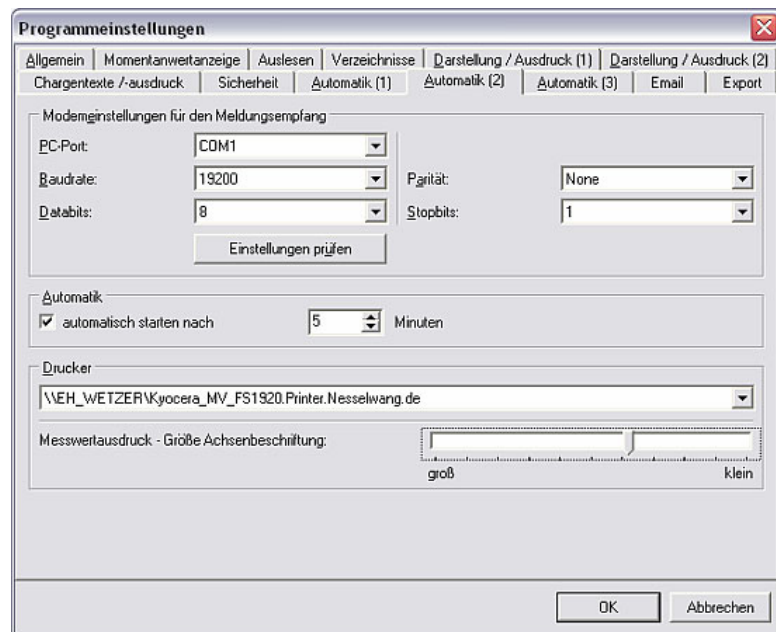 Programmeinstellungen
Allgemein Momentanwertanzeige Auslesen Verzeichnisse Darstellung / Ausdruck (1) Darstellung / Ausdruck (2)
Chargentexte /-ausdruck Sicherheit Automatik (1) Automatik (2) Automatik (3) Email Export
Modemeinstellungen für den Meldungsempfang
PC-Port: COM1
Baudrate: 19200 Parität: None
Databits: 8 Stopbits: 1
Einstellungen prüfen
Automatik
automatisch starten nach 5 Minuten
Drucker
\\EH_WETZER\Kyocera_MV_FS1920.Printer.Nesselwang.de
Messwertausdruck - Größe Achsenbeschriftung:
groß klein
OK Abbrechen